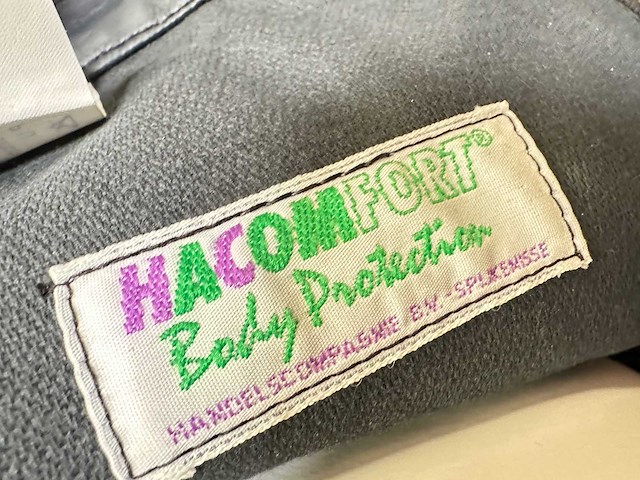 HACOMFORT®
Body Protection
HANDELSCOMPAGNIE B.V. - SPIJKENISSE